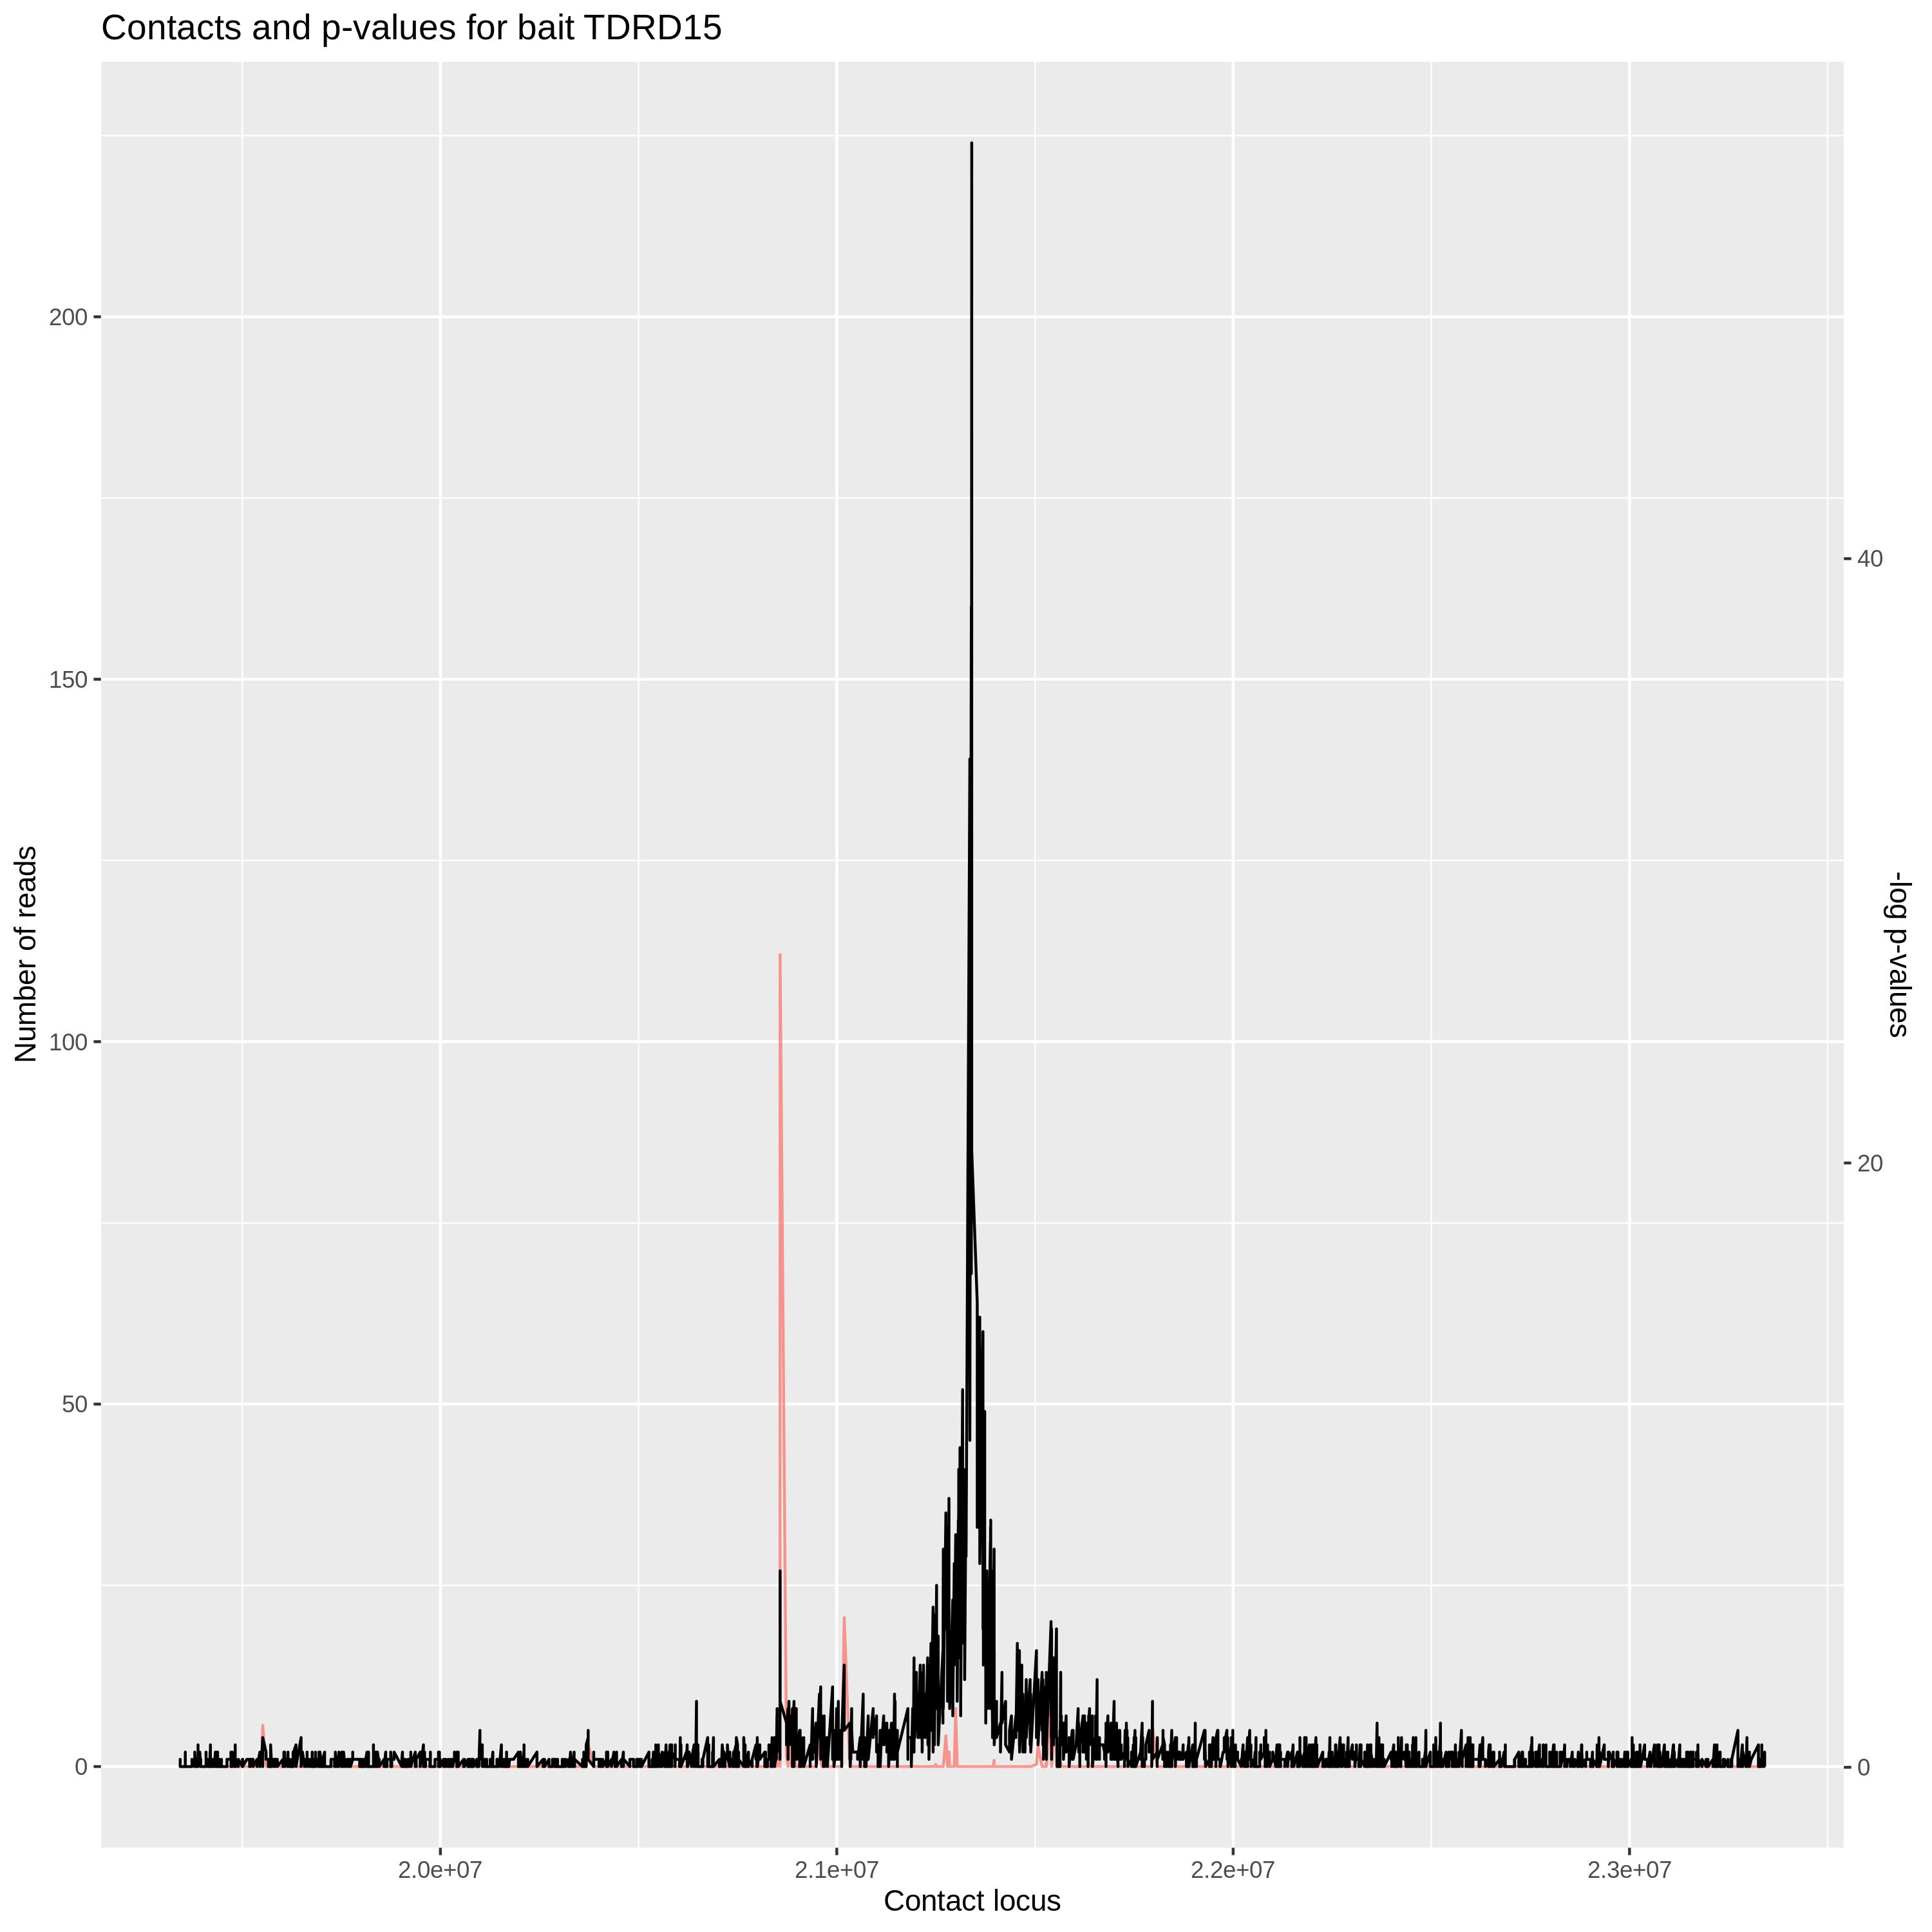 Contacts and p-values for bait TDRD15
Number of reads
200
150
100
50
0
40
20
0
-log p-values
2.0e+07
2.1e+07
2.2e+07
2.3e+07
Contact locus